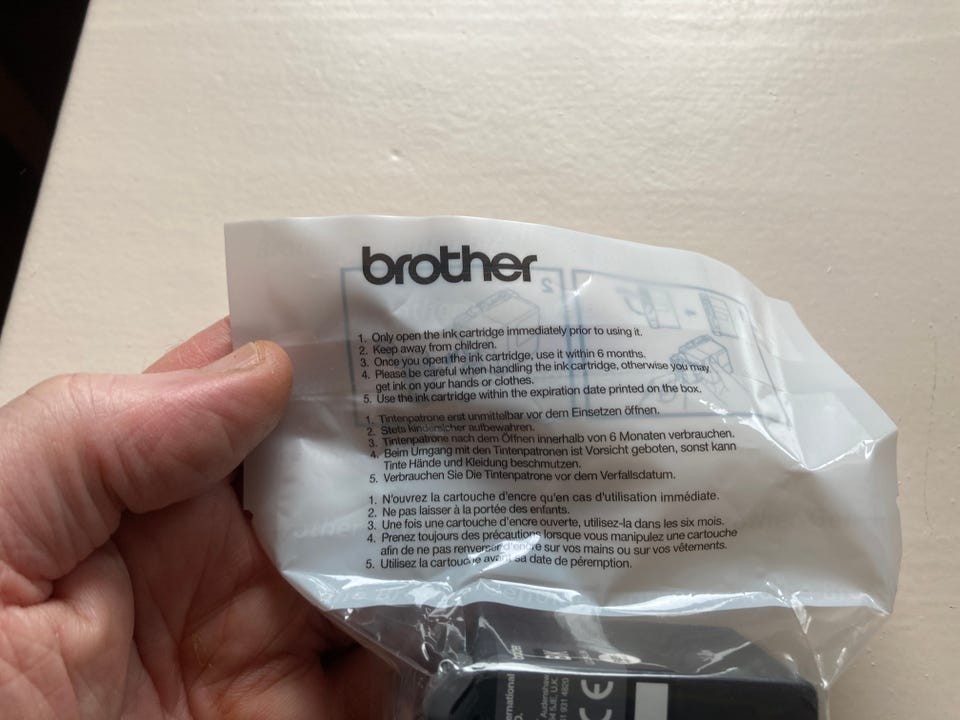 brother
1. Only open the ink cartridge immediately prior to using it.
2. Keep away from children.
3. Once you open the ink cartridge, use it within 6 months.
4. Please be careful when handling the ink cartridge, otherwise you may
get ink on your hands or clothes.
5. Use the ink cartridge within the expiration date printed on the box.
1. Tintenpatrone erst unmittelbar vor dem Einsetzen öffnen.
2. Stets kindersicher aufbewahren.
3. Tintenpatrone nach dem Öffnen innerhalb von 6 Monaten verbrauchen.
4. Beim Umgang mit den Tintenpatronen ist Vorsicht geboten, sonst kann
Tinte Hände und Kleidung beschmutzen.
5. Verbrauchen Sie Die Tintenpatrone vor dem Verfallsdatum.
1. N'ouvrez la cartouche d'encre qu'en cas d'utilisation immédiate.
2. Ne pas laisser à la portée des enfants.
3. Une fois une cartouche d'encre ouverte, utilisez-la dans les six mois.
4. Prenez toujours des précautions lorsque vous manipulez une cartouche
afin de ne pas renverser d'encre sur vos mains ou sur vos vêtements.
5. Utilisez la cartouche avant sa date de péremption.
BK
CE